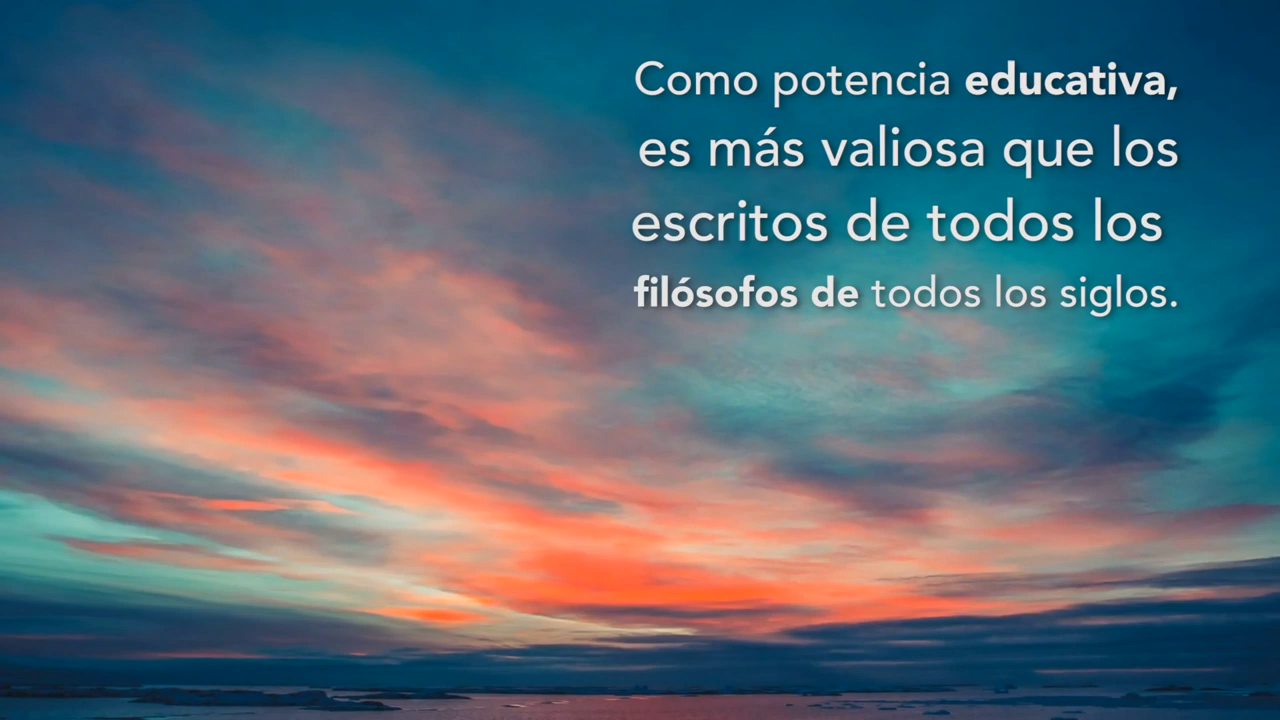 Como potencia educativa,
es más valiosa que los
escritos de todos los
filósofos de todos los siglos.